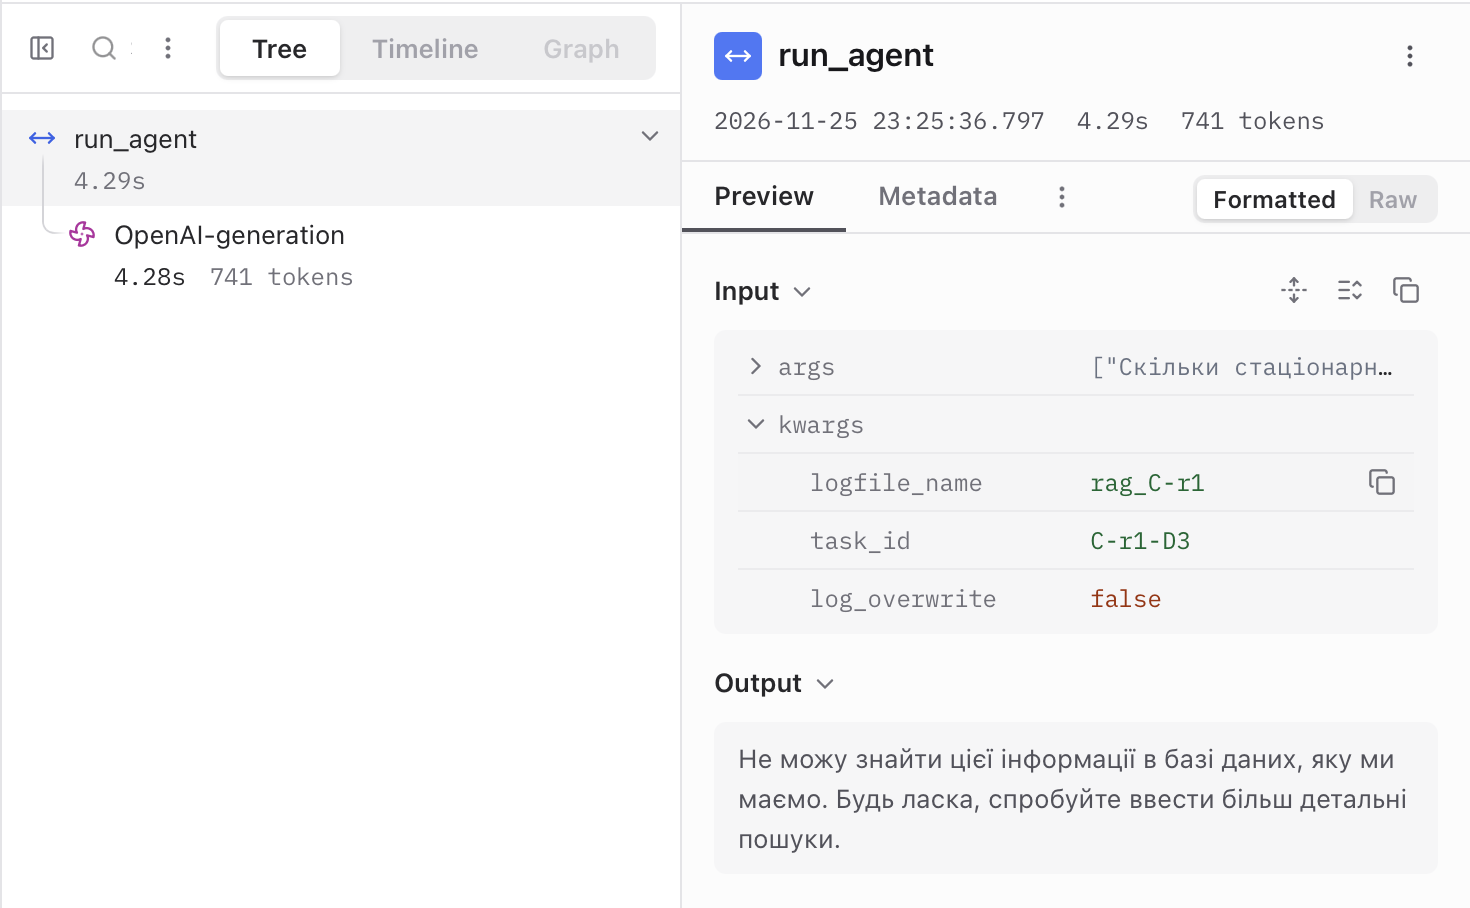 Tree
Timeline
Graph
run_agent
4.29s
OpenAI-generation
4.28s 741 tokens
run_agent
2026-11-25 23:25:36.797 4.29s 741 tokens
Preview
Metadata
Formatted
Raw
Input
args ["Скільки стаціонарн…
kwargs
logfile_name rag_C-r1
task_id C-r1-D3
log_overwrite false
Output
Не можу знайти цієї інформації в базі даних, яку ми
маємо. Будь ласка, спробуйте ввести більш детальні
пошуки.